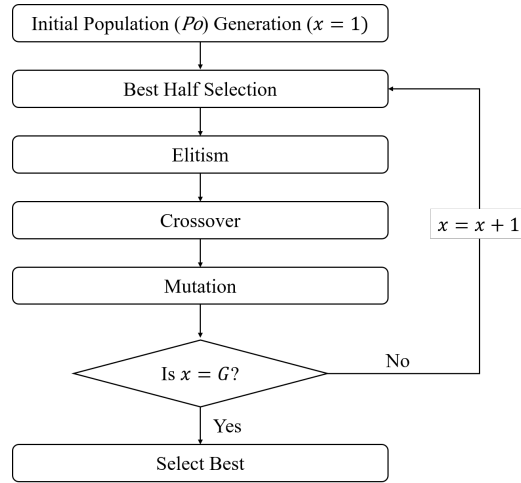 Initial Population (Po) Generation (x = 1)
Best Half Selection
Elitism
Crossover
x = x + 1
Mutation
Is x = G?
No
Yes
Select Best